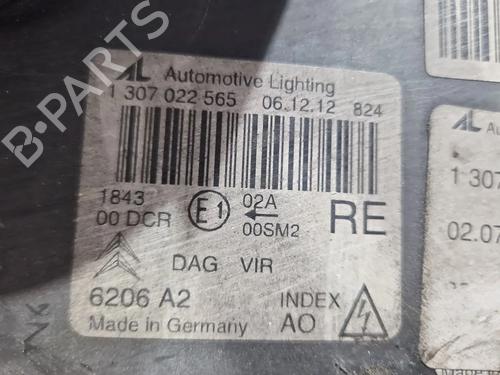 AL Automotive Lighting
1 307 022 565 06.12.12 824
1843
00 DCR E1 02A
00SM2
RE
DAG VIR
6206 A2 INDEX
Made in Germany AO
B-PARTS
AL
1 307
02.07